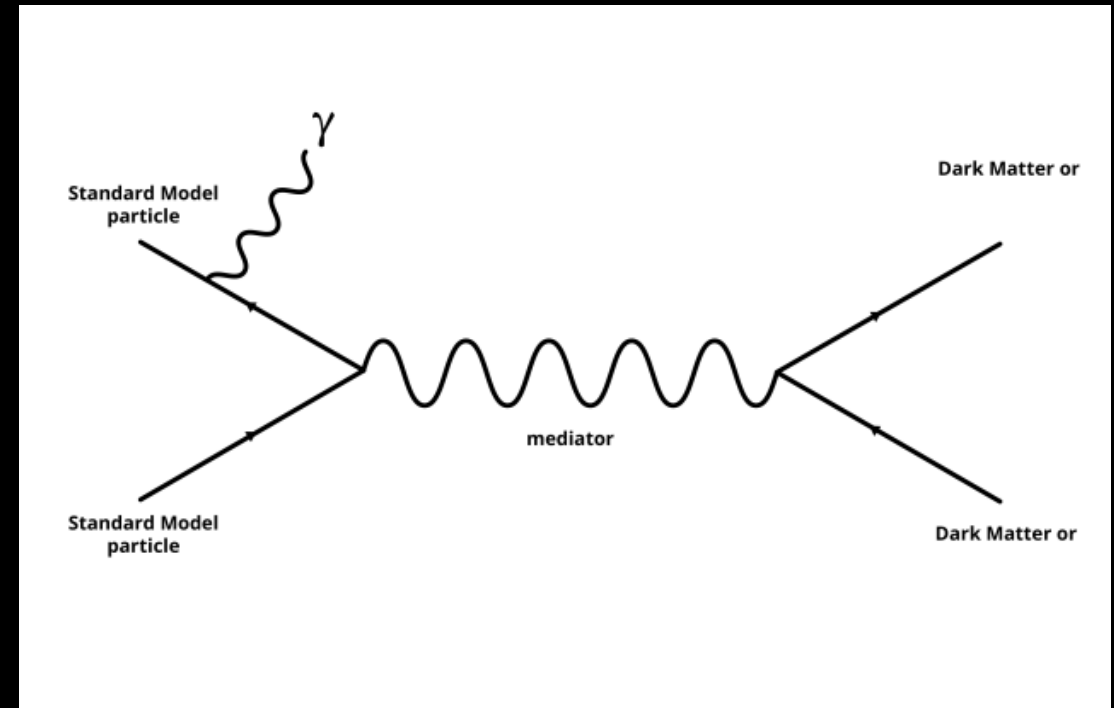 γ
Standard Model
particle
Dark Matter or
mediator
Standard Model
particle
Dark Matter or